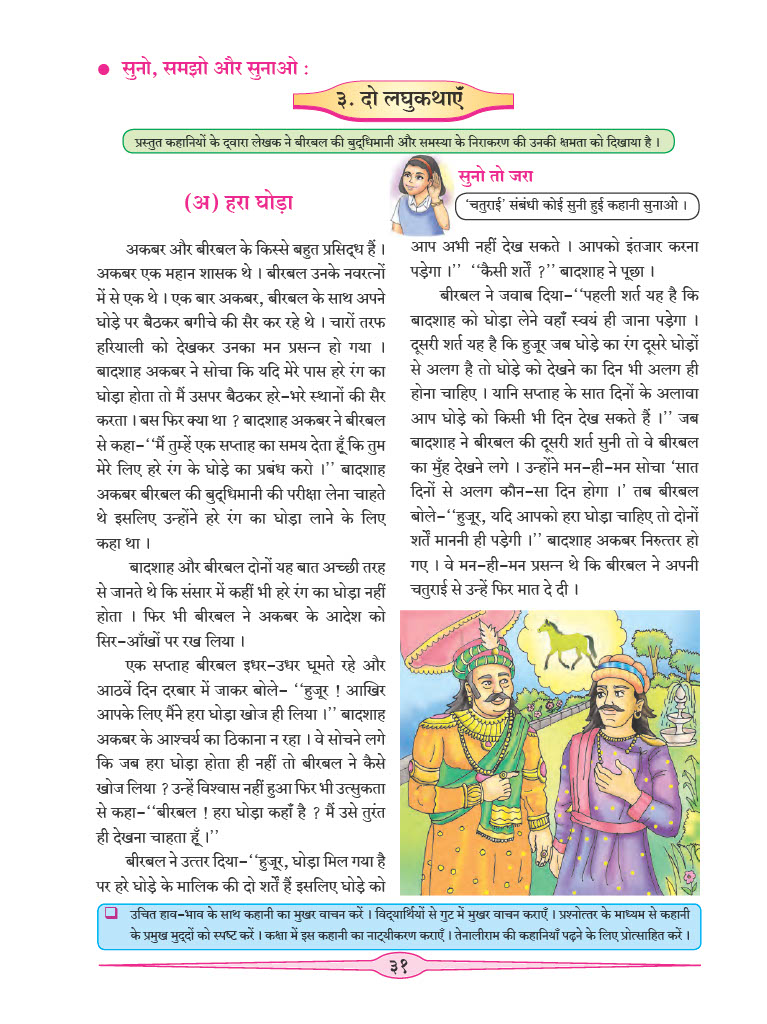 ● सुनो, समझो और सुनाओ :
३. दो लघुकथाएँ
प्रस्तुत कहानियों के द्‌वारा लेखक ने बीरबल की बुद्‌धिमानी और समस्या के निराकरण की उनकी क्षमता को दिखाया है ।
(अ) हरा घोड़ा
अकबर और बीरबल के किस्से बहुत प्रसिद्‌ध हैं ।
अकबर एक महान शासक थे । बीरबल उनके नवरत्नों
में से एक थे । एक बार अकबर, बीरबल के साथ अपने
घोड़े पर बैठकर बगीचे की सैर कर रहे थे । चारों तरफ
हरियाली को देखकर उनका मन प्रसन्न हो गया ।
बादशाह अकबर ने सोचा कि यदि मेरे पास हरे रंग का
घोड़ा होता तो मैं उसपर बैठकर हरे-भरे स्थानों की सैर
करता । बस फिर क्या था ? बादशाह अकबर ने बीरबल
से कहा-‘‘मैं तुम्हें एक सप्ताह का समय देता हूँ कि तुम
मेरे लिए हरे रंग के घोड़े का प्रबंध करो ।’’ बादशाह
अकबर बीरबल की बुद्‌धिमानी की परीक्षा लेना चाहते
थे इसलिए उन्होंने हरे रंग का घोड़ा लाने के लिए
कहा था ।
बादशाह और बीरबल दोनों यह बात अच्छी तरह
से जानते थे कि संसार में कहीं भी हरे रंग का घोड़ा नहीं
होता । फिर भी बीरबल ने अकबर के आदेश को
सिर-आँखों पर रख लिया ।
एक सप्ताह बीरबल इधर-उधर घूमते रहे और
आठवें दिन दरबार में जाकर बोले- ‘‘हुजूर ! आखिर
आपके लिए मैंने हरा घोड़ा खोज ही लिया ।’’ बादशाह
अकबर के आश्चर्य का ठिकाना न रहा । वे सोचने लगे
कि जब हरा घोड़ा होता ही नहीं तो बीरबल ने कैसे
खोज लिया ? उन्हें विश्वास नहीं हुआ फिर भी उत्सुकता
से कहा-‘‘बीरबल ! हरा घोड़ा कहाँ है ? मैं उसे तुरंत
ही देखना चाहता हूँ ।’’
बीरबल ने उत्तर दिया-‘‘हुजूर, घोड़ा मिल गया है
पर हरे घोड़े के मालिक की दो शर्तें हैं इसलिए घोड़े को
सुनो तो जरा
‘चतुराई’ संबंधी कोई सुनी हुई कहानी सुनाओ ।
आप अभी नहीं देख सकते । आपको इंतजार करना
पड़ेगा ।’’ ‘‘कैसी शर्तें ?’’ बादशाह ने पूछा ।
बीरबल ने जवाब दिया-‘‘पहली शर्त यह है कि
बादशाह को घोड़ा लेने वहाँ स्वयं ही जाना पड़ेगा ।
दूसरी शर्त यह है कि हुजूर जब घोड़े का रंग दूसरे घोड़ों
से अलग है तो घोड़े को देखने का दिन भी अलग ही
होना चाहिए । यानि सप्ताह के सात दिनों के अलावा
आप घोड़े को किसी भी दिन देख सकते हैं ।’’ जब
बादशाह ने बीरबल की दूसरी शर्त सुनी तो वे बीरबल
का मुँह देखने लगे । उन्होंने मन-ही-मन सोचा ‘सात
दिनों से अलग कौन-सा दिन होगा ।’ तब बीरबल
बोले-‘‘हुजूर, यदि आपको हरा घोड़ा चाहिए तो दोनों
शर्तें माननी ही पड़ेगी ।’’ बादशाह अकबर निरुत्तर हो
गए । वे मन-ही-मन प्रसन्न थे कि बीरबल ने अपनी
चतुराई से उन्हें फिर मात दे दी ।
❑ उचित हाव-भाव के साथ कहानी का मुखर वाचन करें । विद्‌यार्थियों से गुट में मुखर वाचन कराएँ । प्रश्नोत्तर के माध्यम से कहानी
के प्रमुख मुद्‌दों को स्पष्ट करें । कक्षा में इस कहानी का नाट्यीकरण कराएँ । तेनालीराम की कहानियाँ पढ़ने के लिए प्रोत्साहित करें ।
३१